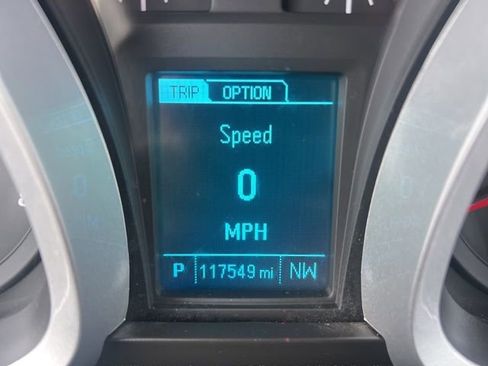 TRIP OPTION
Speed
0
MPH
P 117549 mi NW